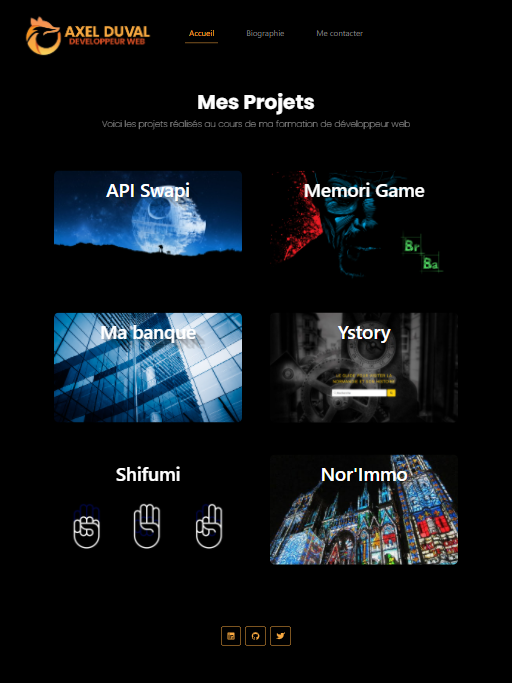 AXEL DUVAL
DEVELOPPEUR WEB
Accueil
Biographie
Me contacter
Mes Projets
Voici les projets réalisés au cours de ma formation de développeur web
API Swapi
Memori Game
Br
Ba
Ma banque
Ystory
Shifumi
Nor'Immo